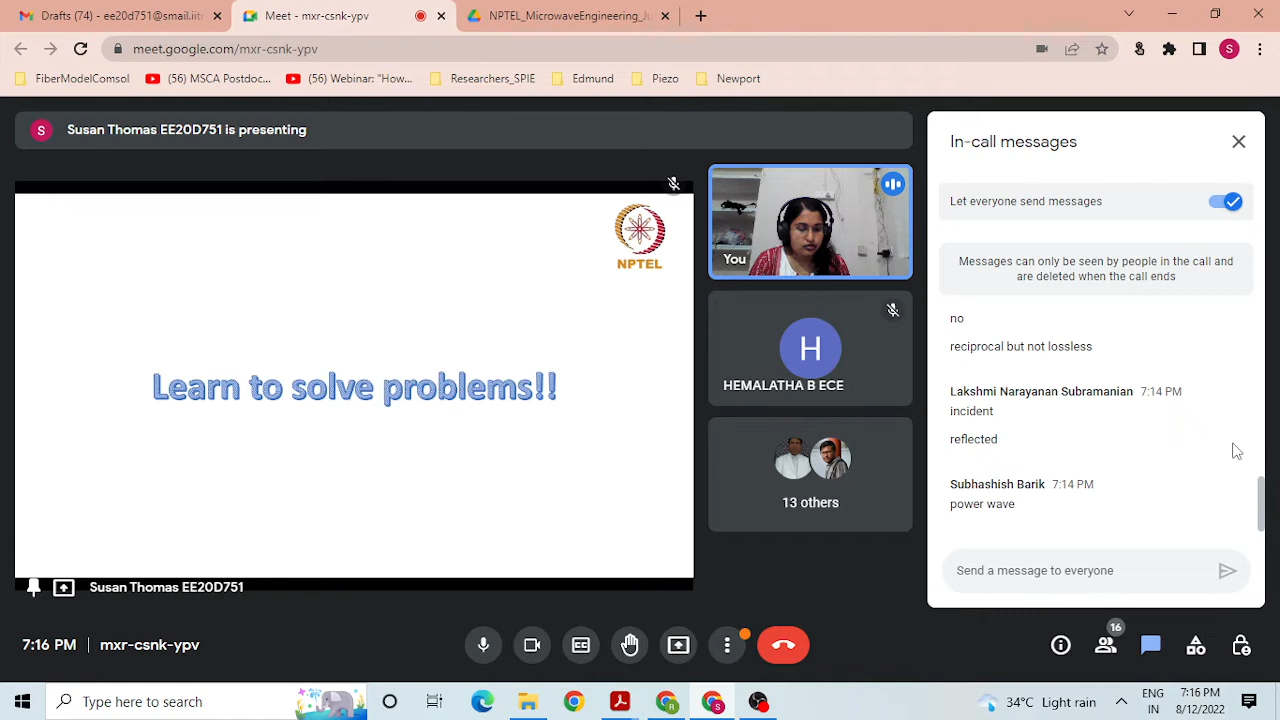 Drafts (74) - ee20d751@smail.iitr
Meet - mxr-csnk-ypv
NPTEL_MicrowaveEngineering_Ju
meet.google.com/mxr-csnk-ypv
S
FiberModelComsol
(56) MSCA Postdoc...
(56) Webinar: "How...
Researchers_SPIE
Edmund
Piezo
Newport
S
Susan Thomas EE20D751 is presenting
NPTEL
Learn to solve problems!!
Susan Thomas EE20D751
You
H
HEMALATHA B ECE
13 others
In-call messages
Let everyone send messages
Messages can only be seen by people in the call and
are deleted when the call ends
no
reciprocal but not lossless
Lakshmi Narayanan Subramanian 7:14 PM
incident
reflected
Subhashish Barik 7:14 PM
power wave
Send a message to everyone
7:16 PM | mxr-csnk-ypv
16
Type here to search
R
S
34°C Light rain
ENG
IN
7:16 PM
8/12/2022